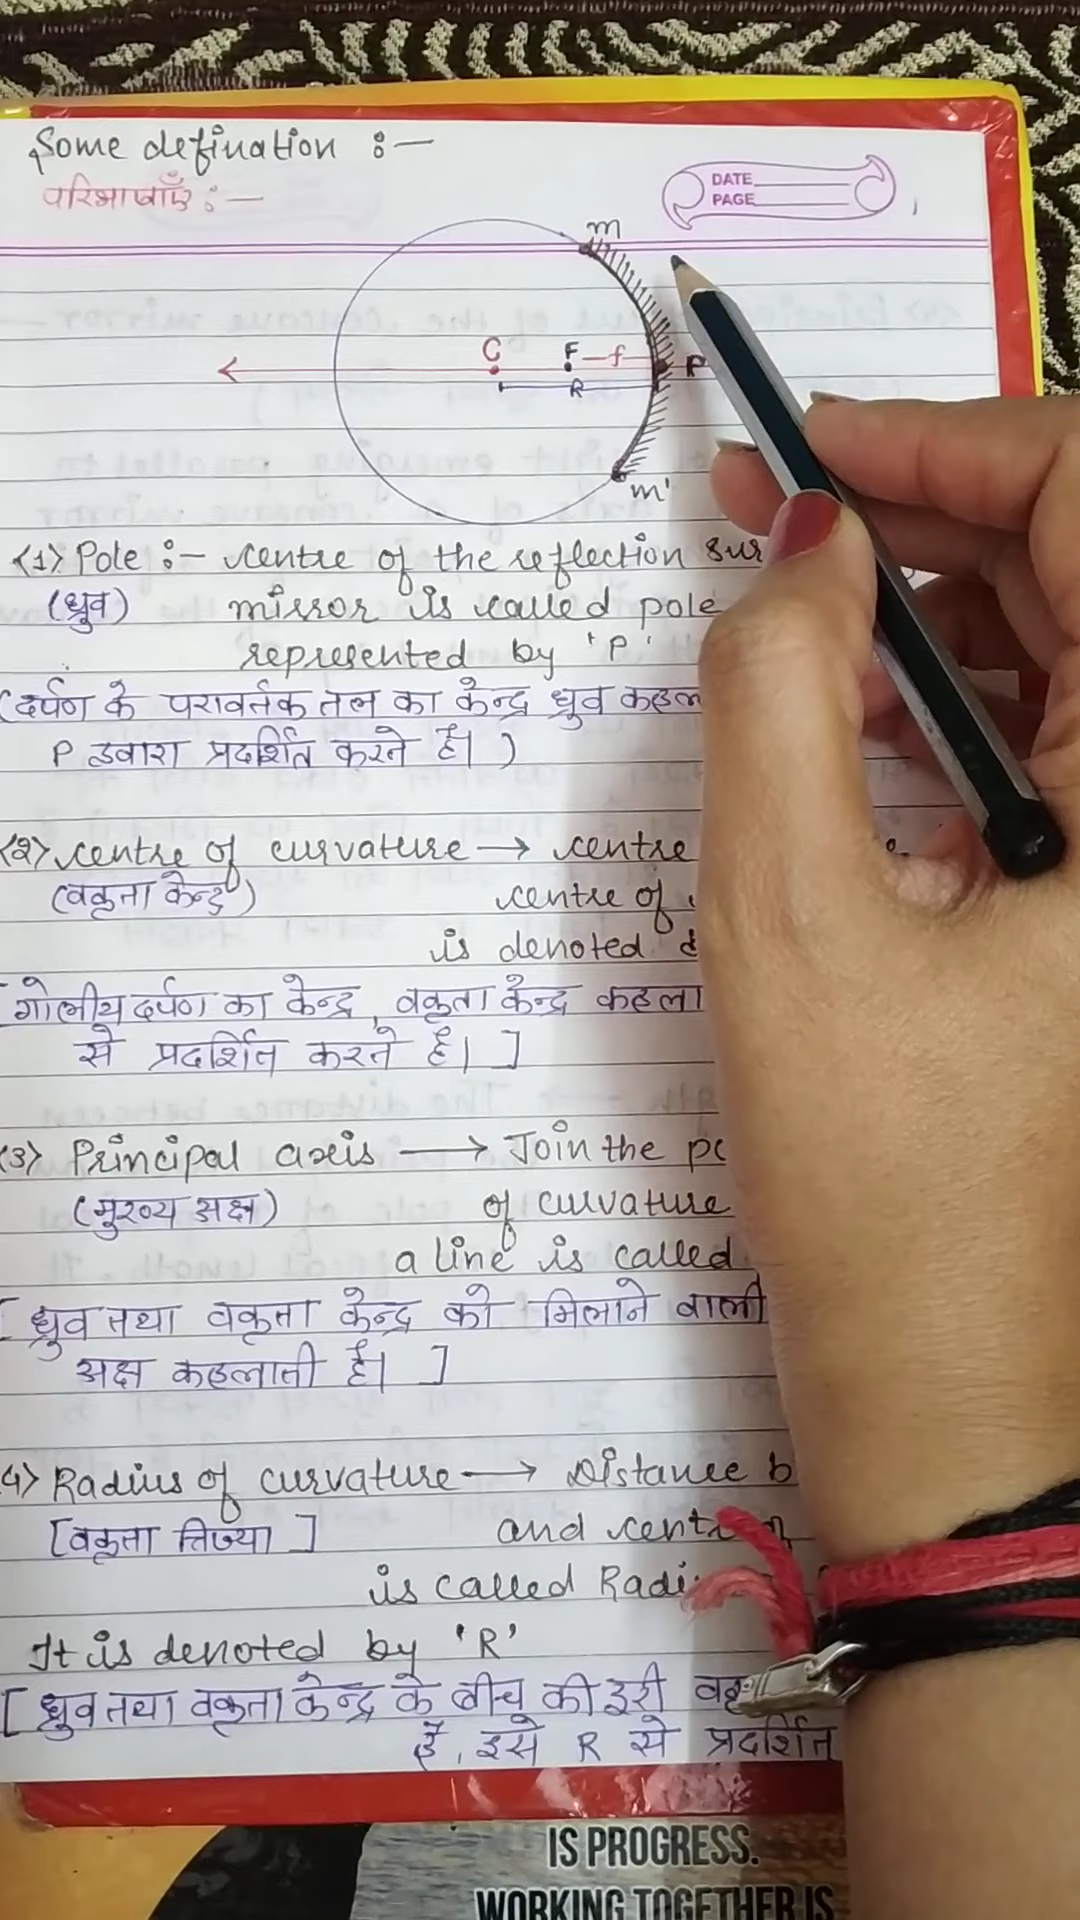 Some defination :—
परिभाषाएँ :—
DATE
PAGE
m
C F f P
R
m'
<1> Pole :— centre of the reflection sur
(ध्रुव) mirror is called pole
represented by 'P'
(दर्पण के परावर्तक तल का केन्द्र ध्रुव कहल
P द्वारा प्रदर्शित करते हैं। )
<2> centre of curvature → centre
(वक्रता केन्द्र) centre of
is denoted
[गोलीय दर्पण का केन्द्र, वक्रता केन्द्र कहला
से प्रदर्शित करते हैं। ]
<3> Principal axis → Join the po
(मुख्य अक्ष) of curvature
a line is called
[ ध्रुव तथा वक्रता केन्द्र को मिलाने वाली
अक्ष कहलाती हैं। ]
4> Radius of curvature → Distance b
[वक्रता त्रिज्या ] and cent
is called Radi
It is denoted by 'R'
[ ध्रुव तथा वक्रता केन्द्र के बीच की दूरी वक्र
है, इसे R से प्रदर्शित
IS PROGRESS.
WORKING TOGETHER IS